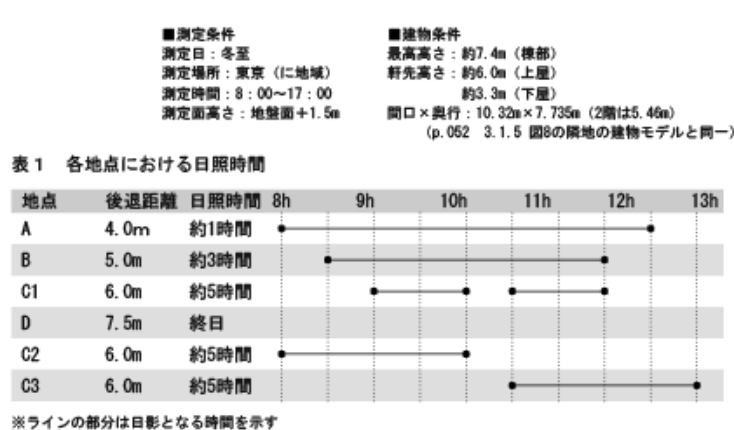 ■測定条件
測定日：冬至
測定場所：東京（に地域）
測定時間：8：00～17：00
測定面高さ：地盤面＋1.5m
■建物条件
最高高さ：約7.4m（棟部）
軒先高さ：約6.0m（上屋）
約3.3m（下屋）
間口×奥行：10.32m×7.735m（2階は5.46m）
（p.052　3.1.5　図8の隣地の建物モデルと同一）
表1　各地点における日照時間
地点 後退距離 日照時間 8h 9h 10h 11h 12h 13h
A 4.0m 約1時間
B 5.0m 約3時間
C1 6.0m 約5時間
D 7.5m 終日
C2 6.0m 約5時間
C3 6.0m 約5時間
※ラインの部分は日影となる時間を示す